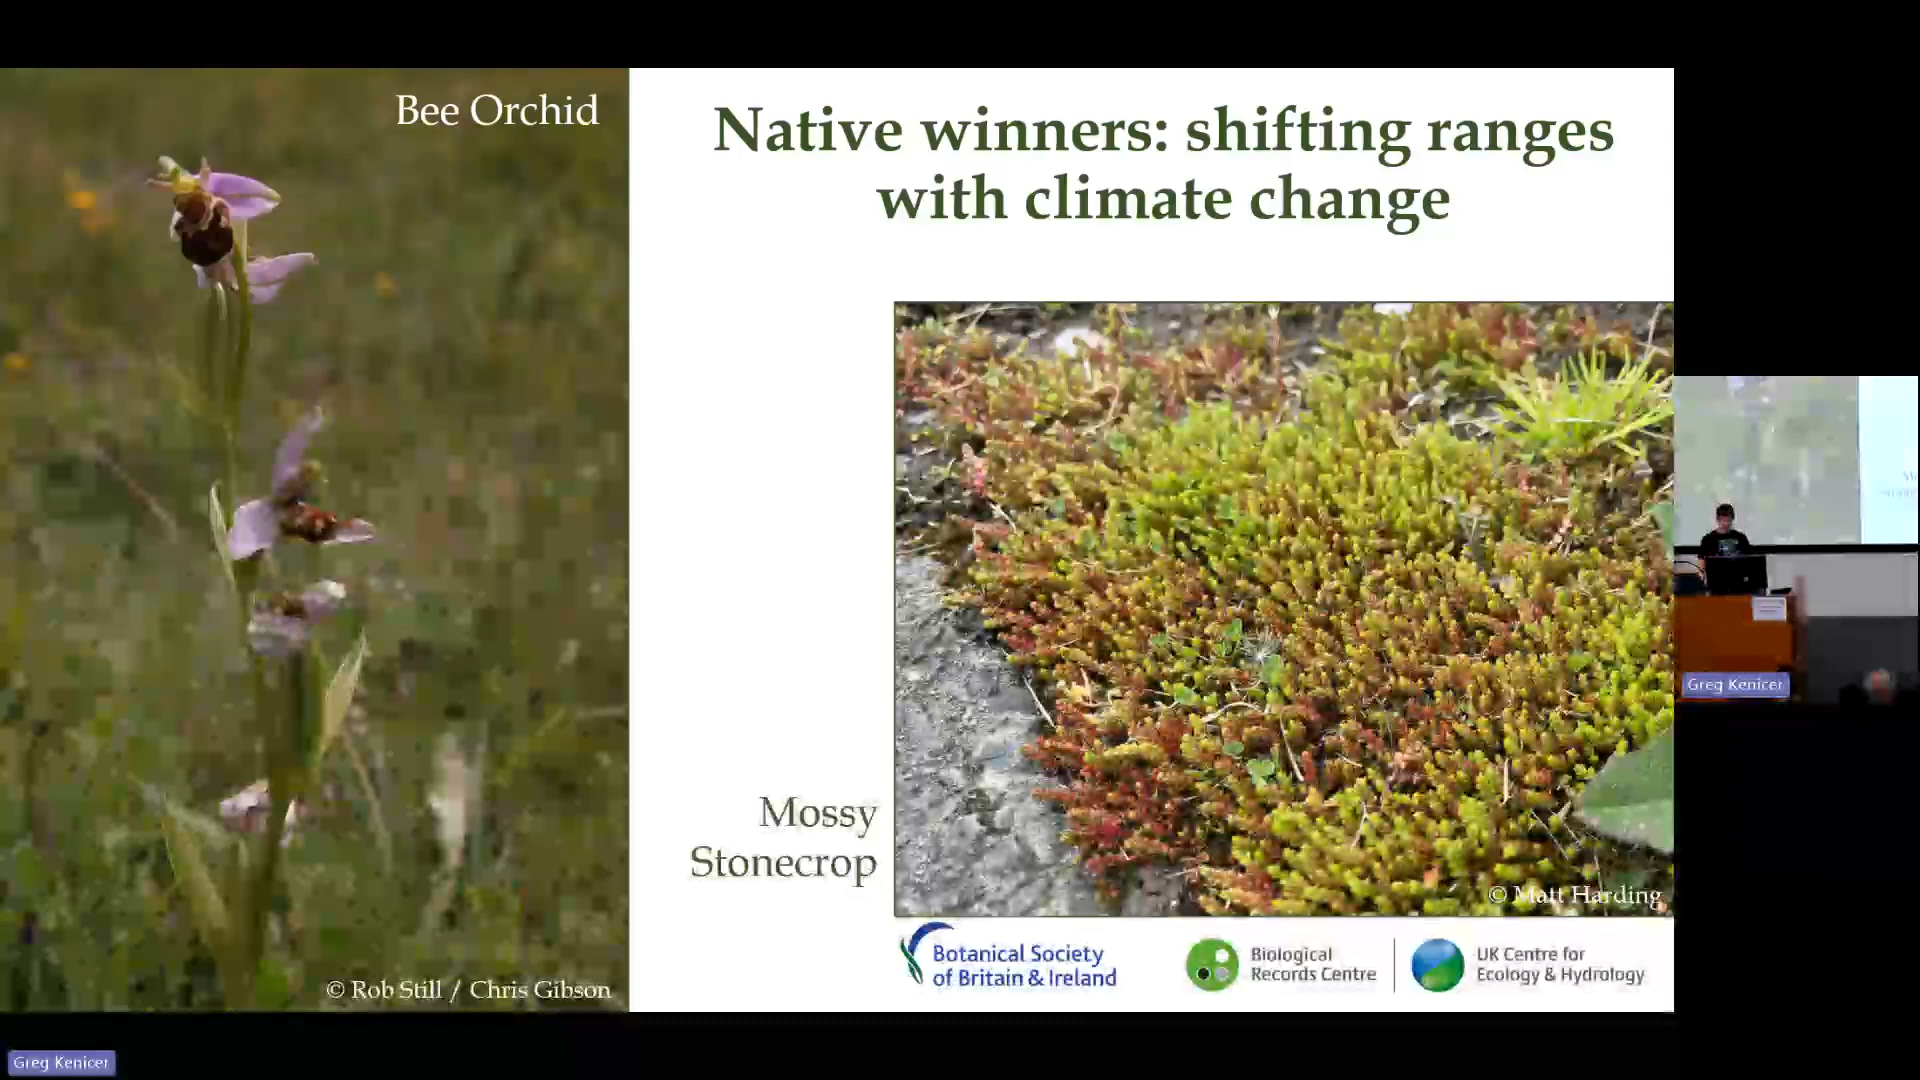 Bee Orchid
Native winners: shifting ranges
with climate change
Mossy
Stonecrop
© Matt Harding
© Rob Still / Chris Gibson
Botanical Society
of Britain & Ireland
Biological
Records Centre
UK Centre for
Ecology & Hydrology
Greg Kenicer
Greg Kenicer